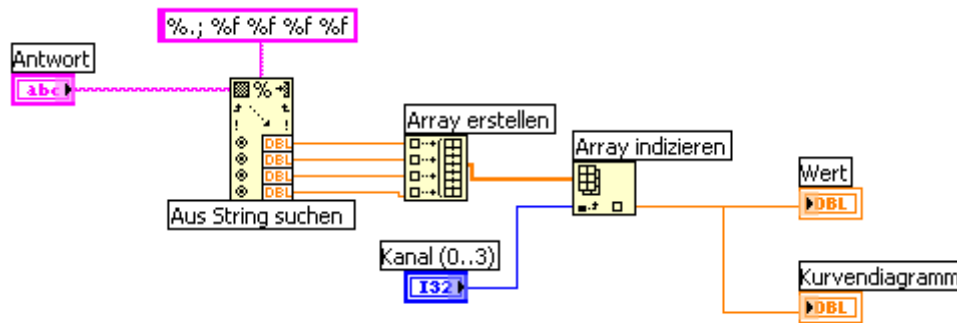 %.; %f %f %f %f
Antwort
abc
%
DBL
DBL
DBL
DBL
Aus String suchen
Array erstellen
Array indizieren
Kanal (0..3)
I32
Wert
DBL
Kurvendiagramm
DBL